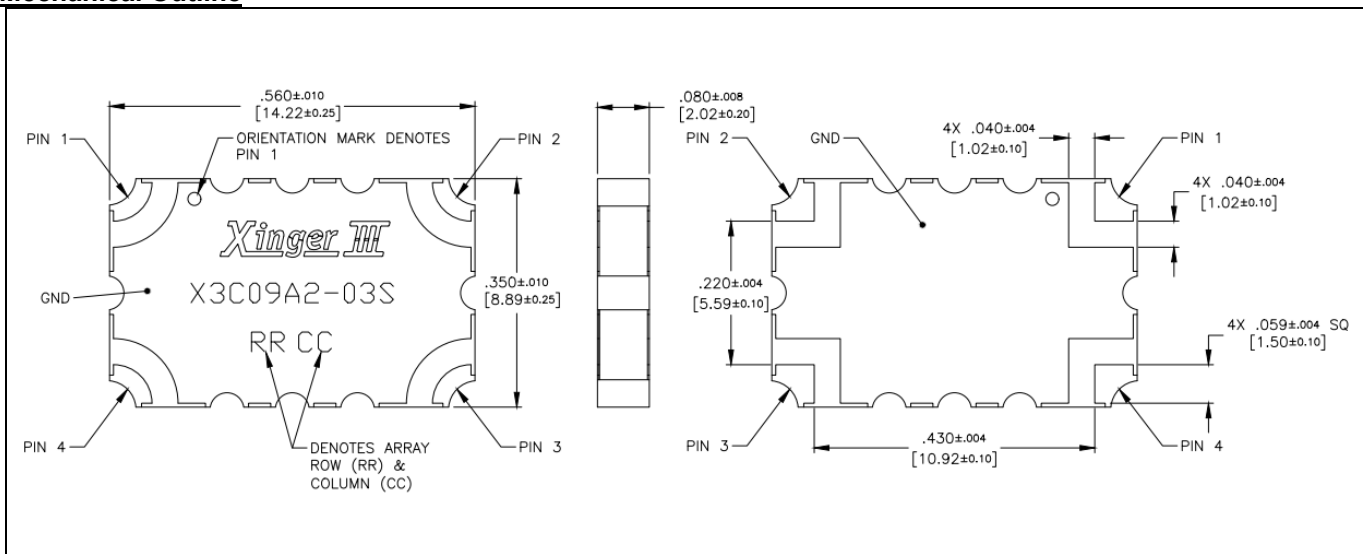 Mechanical Outline
.560±.010
[14.22±0.25]
PIN 1
ORIENTATION MARK DENOTES
PIN 1
PIN 2
Xinger III
GND
X3C09A2-03S
RR CC
.350±.010
[8.89±0.25]
PIN 4
DENOTES ARRAY
ROW (RR) &
COLUMN (CC)
PIN 3
.080±.008
[2.02±0.20]
PIN 2
GND
4X .040±.004
[1.02±0.10]
PIN 1
4X .040±.004
[1.02±0.10]
.220±.004
[5.59±0.10]
4X .059±.004 SQ
[1.50±0.10]
PIN 3
.430±.004
[10.92±0.10]
PIN 4